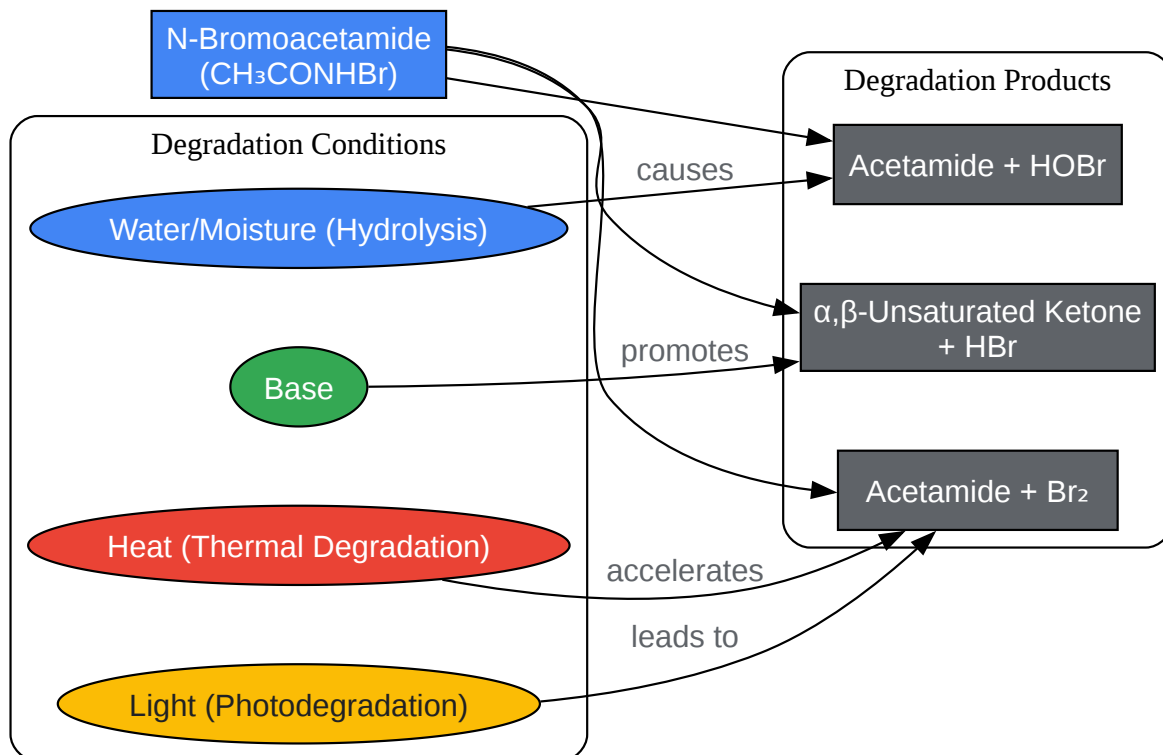 N-Bromoacetamide
(CH₃CONHBr)
Degradation Products
Degradation Conditions
Acetamide + HOBr
causes
Water/Moisture (Hydrolysis)
α,β-Unsaturated Ketone
+ HBr
promotes
Base
Acetamide + Br₂
Heat (Thermal Degradation)
accelerates
leads to
Light (Photodegradation)